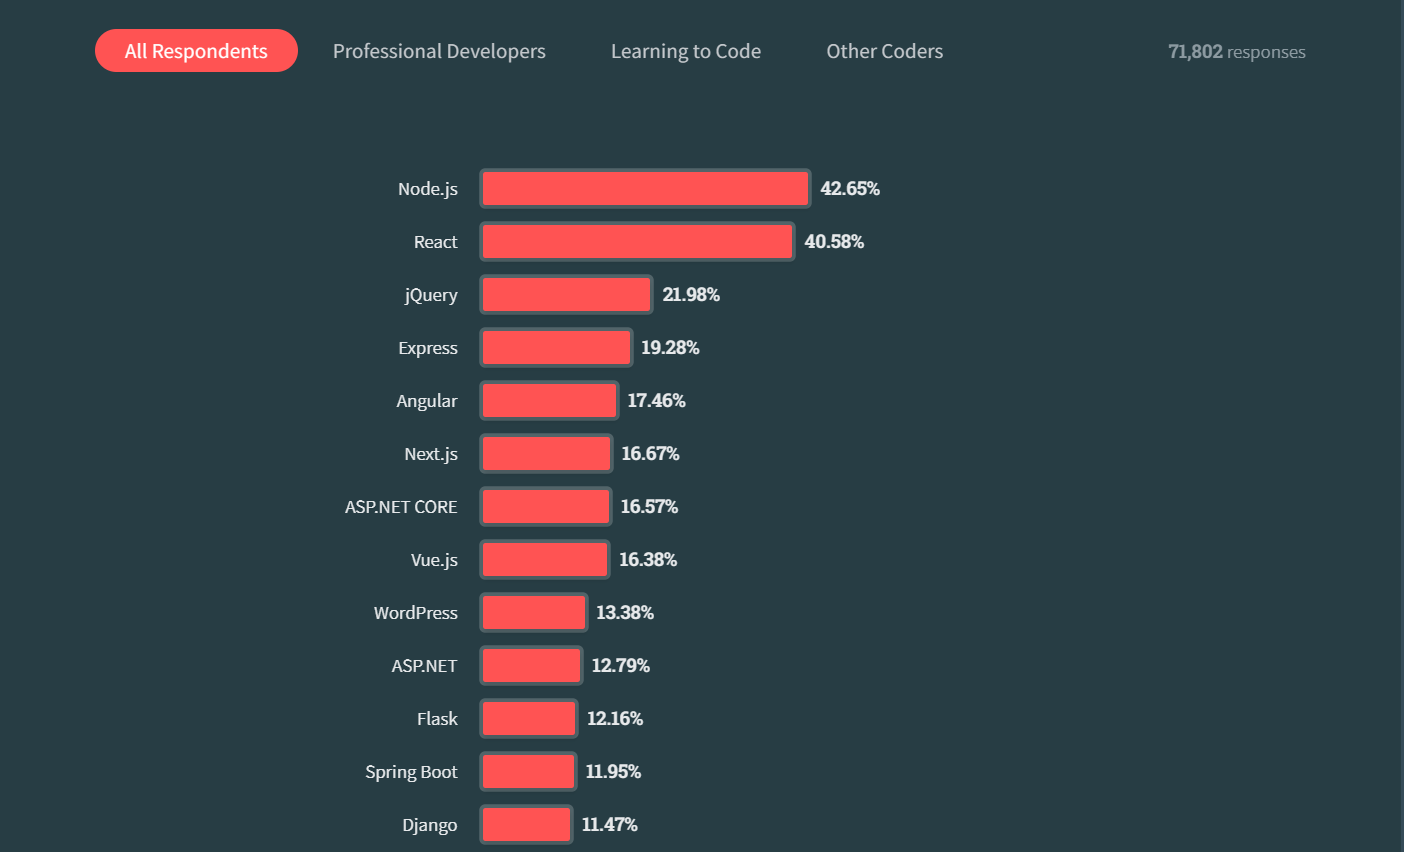 All Respondents Professional Developers Learning to Code Other Coders 71,802 responses
Node.js 42.65%
React 40.58%
jQuery 21.98%
Express 19.28%
Angular 17.46%
Next.js 16.67%
ASP.NET CORE 16.57%
Vue.js 16.38%
WordPress 13.38%
ASP.NET 12.79%
Flask 12.16%
Spring Boot 11.95%
Django 11.47%